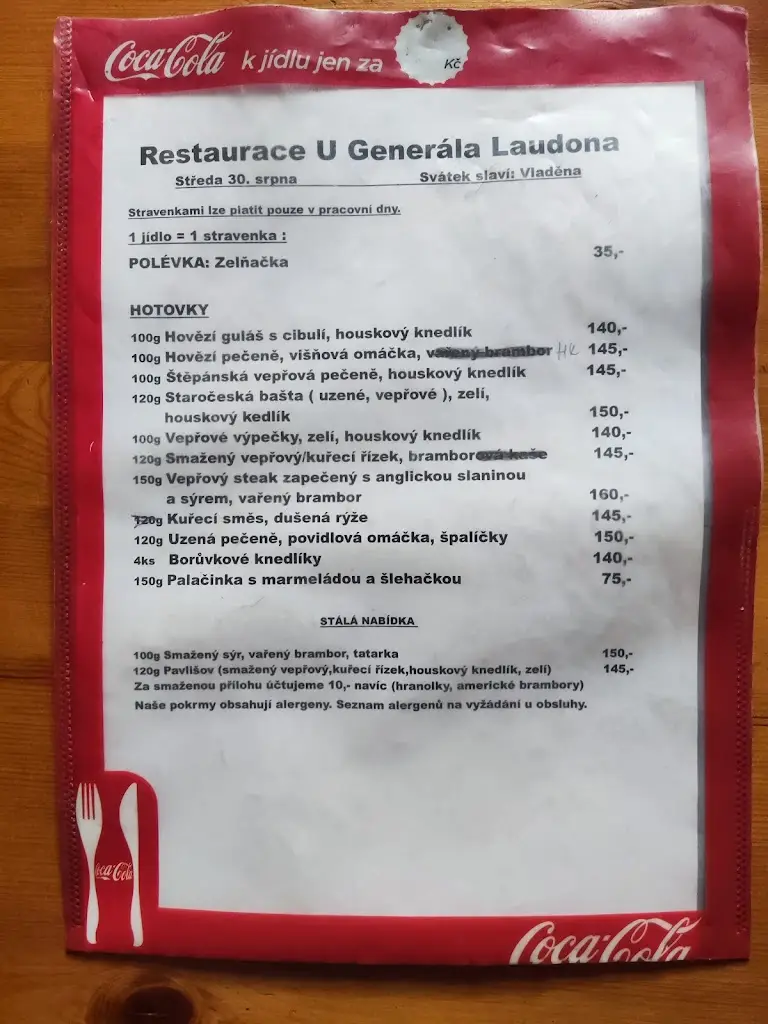 Coca-Cola k jídlu jen za Kč
Restaurace U Generála Laudona
Středa 30. srpna Svátek slaví: Vladěna
Stravenkami lze platit pouze v pracovní dny.
1 jídlo = 1 stravenka :
POLÉVKA: Zelňačka 35,-
HOTOVKY
100g Hovězí guláš s cibulí, houskový knedlík 140,-
100g Hovězí pečeně, višňová omáčka, vařený brambor HK 145,-
100g Štěpánská vepřová pečeně, houskový knedlík 145,-
120g Staročeská bašta ( uzené, vepřové ), zelí,
houskový kedlík 150,-
100g Vepřové výpečky, zelí, houskový knedlík 140,-
120g Smažený vepřový/kuřecí řízek, bramborová kaše 145,-
150g Vepřový steak zapečený s anglickou slaninou
a sýrem, vařený brambor 160,-
120g Kuřecí směs, dušená rýže 145,-
120g Uzená pečeně, povidlová omáčka, špalíčky 150,-
4ks Borůvkové knedlíky 140,-
150g Palačinka s marmeládou a šlehačkou 75,-
STÁLÁ NABÍDKA
100g Smažený sýr, vařený brambor, tatarka 150,-
120g Pavlišov (smažený vepřový,kuřecí řízek,houskový knedlík, zelí) 145,-
Za smaženou přílohu účtujeme 10,- navíc (hranolky, americké brambory)
Naše pokrmy obsahují alergeny. Seznam alergenů na vyžádání u obsluhy.
Coca-Cola
Coca-Cola